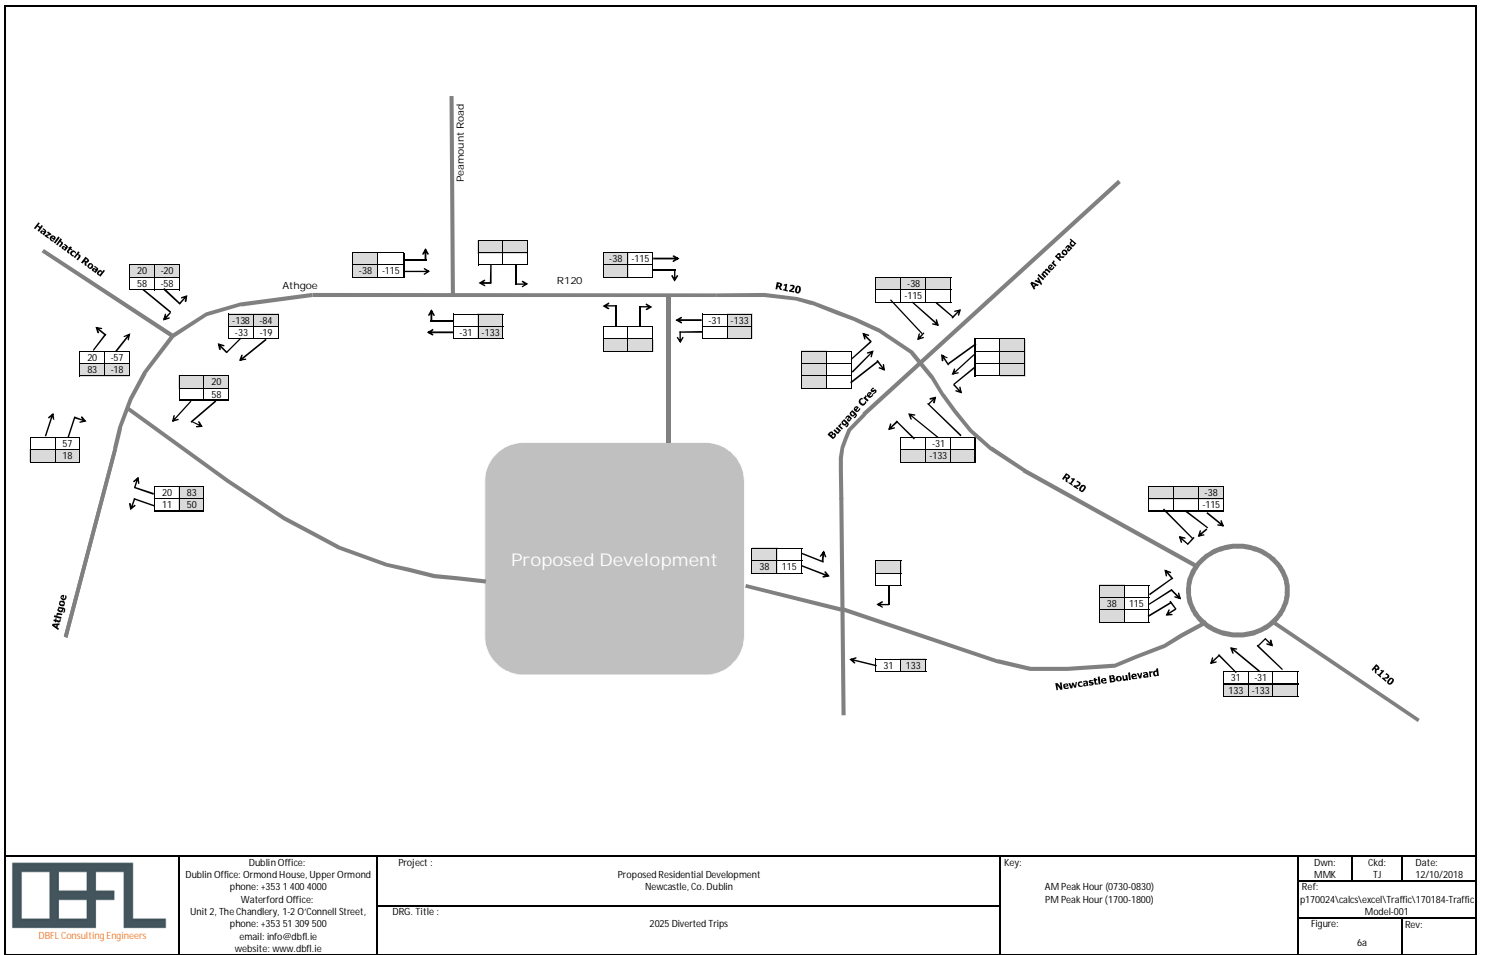 Peamount Road
Hazelhatch Road
Aylmer Road
20 -20
58 -58
-38 -115
-38 -115
Athgoe
R120
R120
-38
-115
-138 -84
-33 -19
-31 -133
-31 -133
20 -57
83 -18
20
58
Burgage Cres
57
18
-31
-133
20 83
11 50
R120
-38
-115
Proposed Development
38 115
38 115
Athgoe
31 133
Newcastle Boulevard
31 -31
133 -133
R120
DBFL
DBFL Consulting Engineers
Dublin Office:
Dublin Office: Ormond House, Upper Ormond
phone: +353 1 400 4000
Waterford Office:
Unit 2, The Chandlery, 1-2 O'Connell Street,
phone: +353 51 309 500
email: info@dbfl.ie
website: www.dbfl.ie
Project :
Proposed Residential Development
Newcastle, Co. Dublin
DRG. Title :
2025 Diverted Trips
Key:
AM Peak Hour (0730-0830)
PM Peak Hour (1700-1800)
Dwn: Ckd: Date:
MMK TJ 12/10/2018
Ref:
p170024\calcs\excel\Traffic\170184-Traffic
Model-001
Figure: Rev:
6a